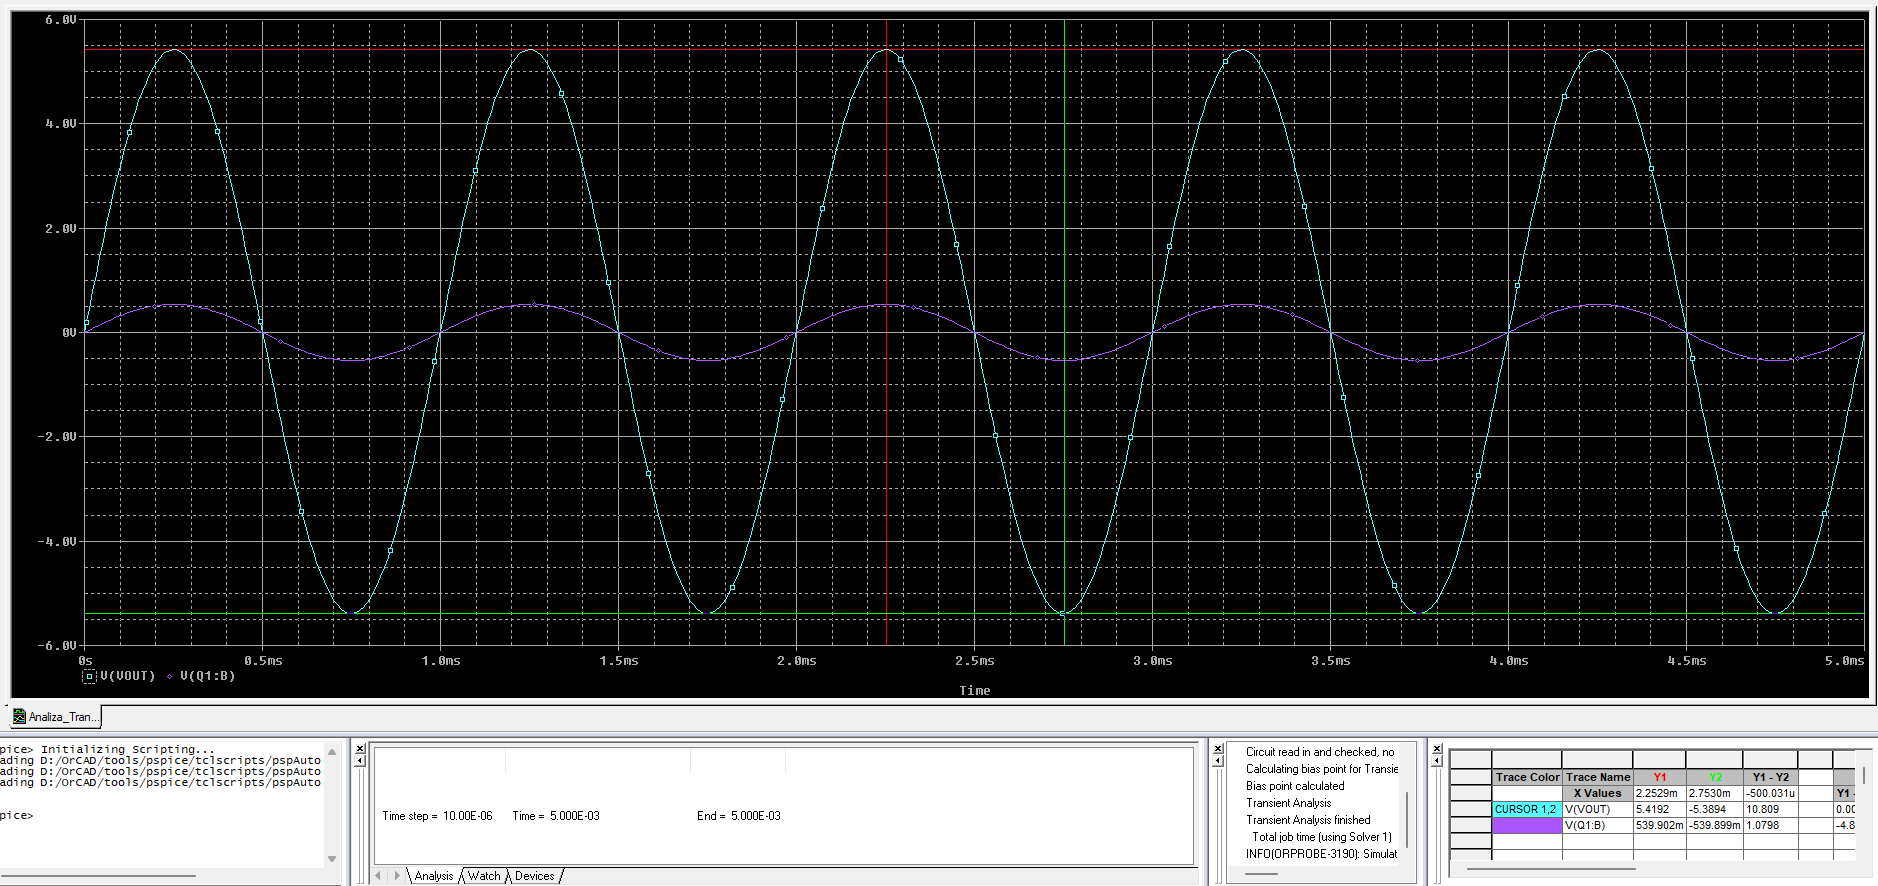 6.0V
4.0V
2.0V
0V
-2.0V
-4.0V
-6.0V
0s 0.5ms 1.0ms 1.5ms 2.0ms 2.5ms 3.0ms 3.5ms 4.0ms 4.5ms 5.0ms
V(VOUT) V(Q1:B)
Time
Analiza_Tran...
pice> Initializing Scripting...
ading D:/OrCAD/tools/pspice/tclscripts/pspAuto
ading D:/OrCAD/tools/pspice/tclscripts/pspAuto
ading D:/OrCAD/tools/pspice/tclscripts/pspAuto
pice>
Time step = 10.00E-06 Time = 5.000E-03 End = 5.000E-03
Analysis Watch Devices
Circuit read in and checked, no
Calculating bias point for Transie
Bias point calculated
Transient Analysis
Transient Analysis finished
Total job time (using Solver 1)
INFO(ORPROBE-3190): Simulat
Trace Color Trace Name Y1 Y2 Y1 - Y2
X Values 2.2529m 2.7530m -500.031u Y1 -
CURSOR 1,2 V(VOUT) 5.4192 -5.3894 10.809 0.00
V(Q1:B) 539.902m -539.899m 1.0798 -4.8